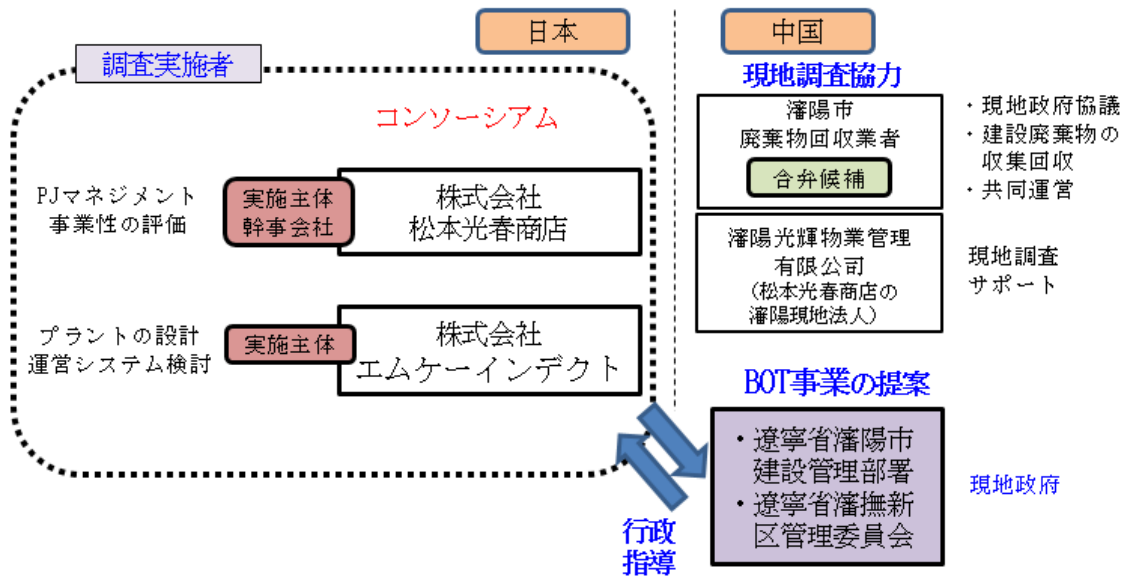 日本
中国
調査実施者
コンソーシアム
PJマネジメント
事業性の評価
実施主体
幹事会社
株式会社
松本光春商店
プラントの設計
運営システム検討
実施主体
株式会社
エムケーインデクト
現地調査協力
瀋陽市
廃棄物回収業者
合弁候補
・現地政府協議
・建設廃棄物の
収集回収
・共同運営
瀋陽光輝物業管理
有限公司
(松本光春商店の
瀋陽現地法人)
現地調査
サポート
BOT事業の提案
・遼寧省瀋陽市
建設管理部署
・遼寧省瀋撫新
区管理委員会
現地政府
行政
指導